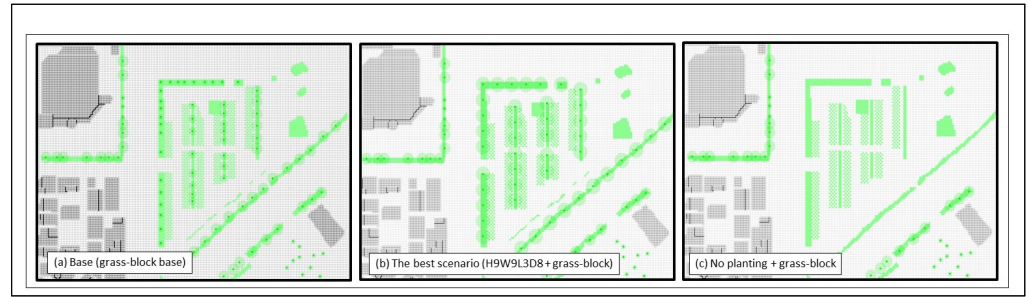 (a) Base (grass-block base)
(b) The best scenario (H9W9L3D8 + grass-block)
(c) No planting + grass-block